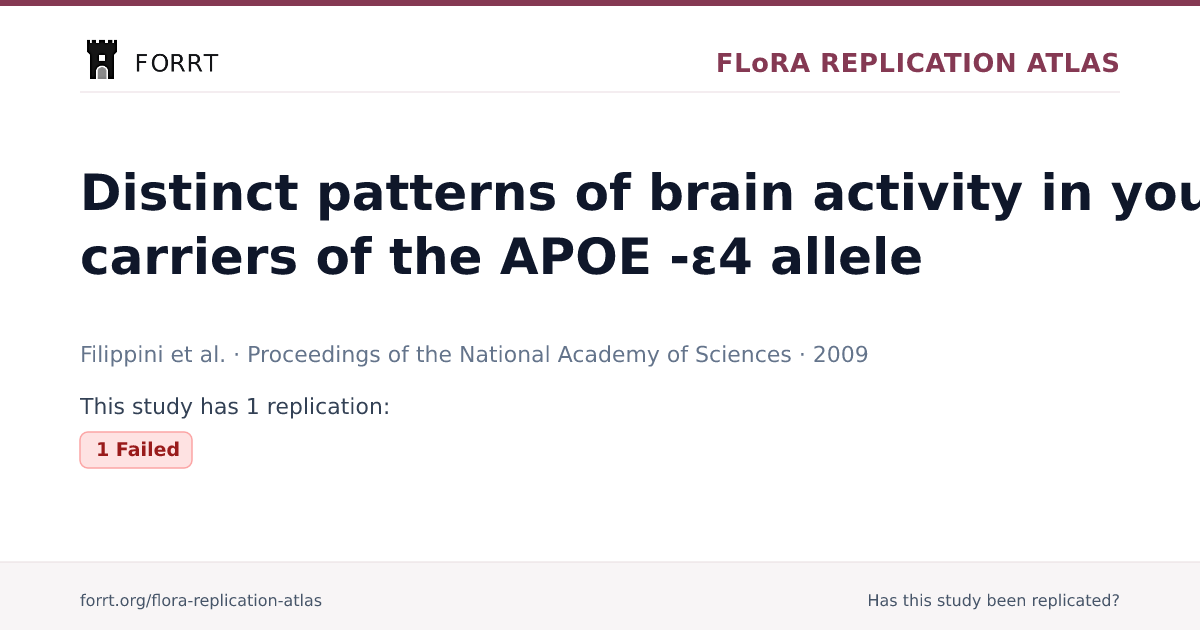 FORRT
FLoRA REPLICATION ATLAS
Distinct patterns of brain activity in you
carriers of the APOE -ε4 allele
Filippini et al. · Proceedings of the National Academy of Sciences · 2009
This study has 1 replication:
1 Failed
forrt.org/flora-replication-atlas
Has this study been replicated?